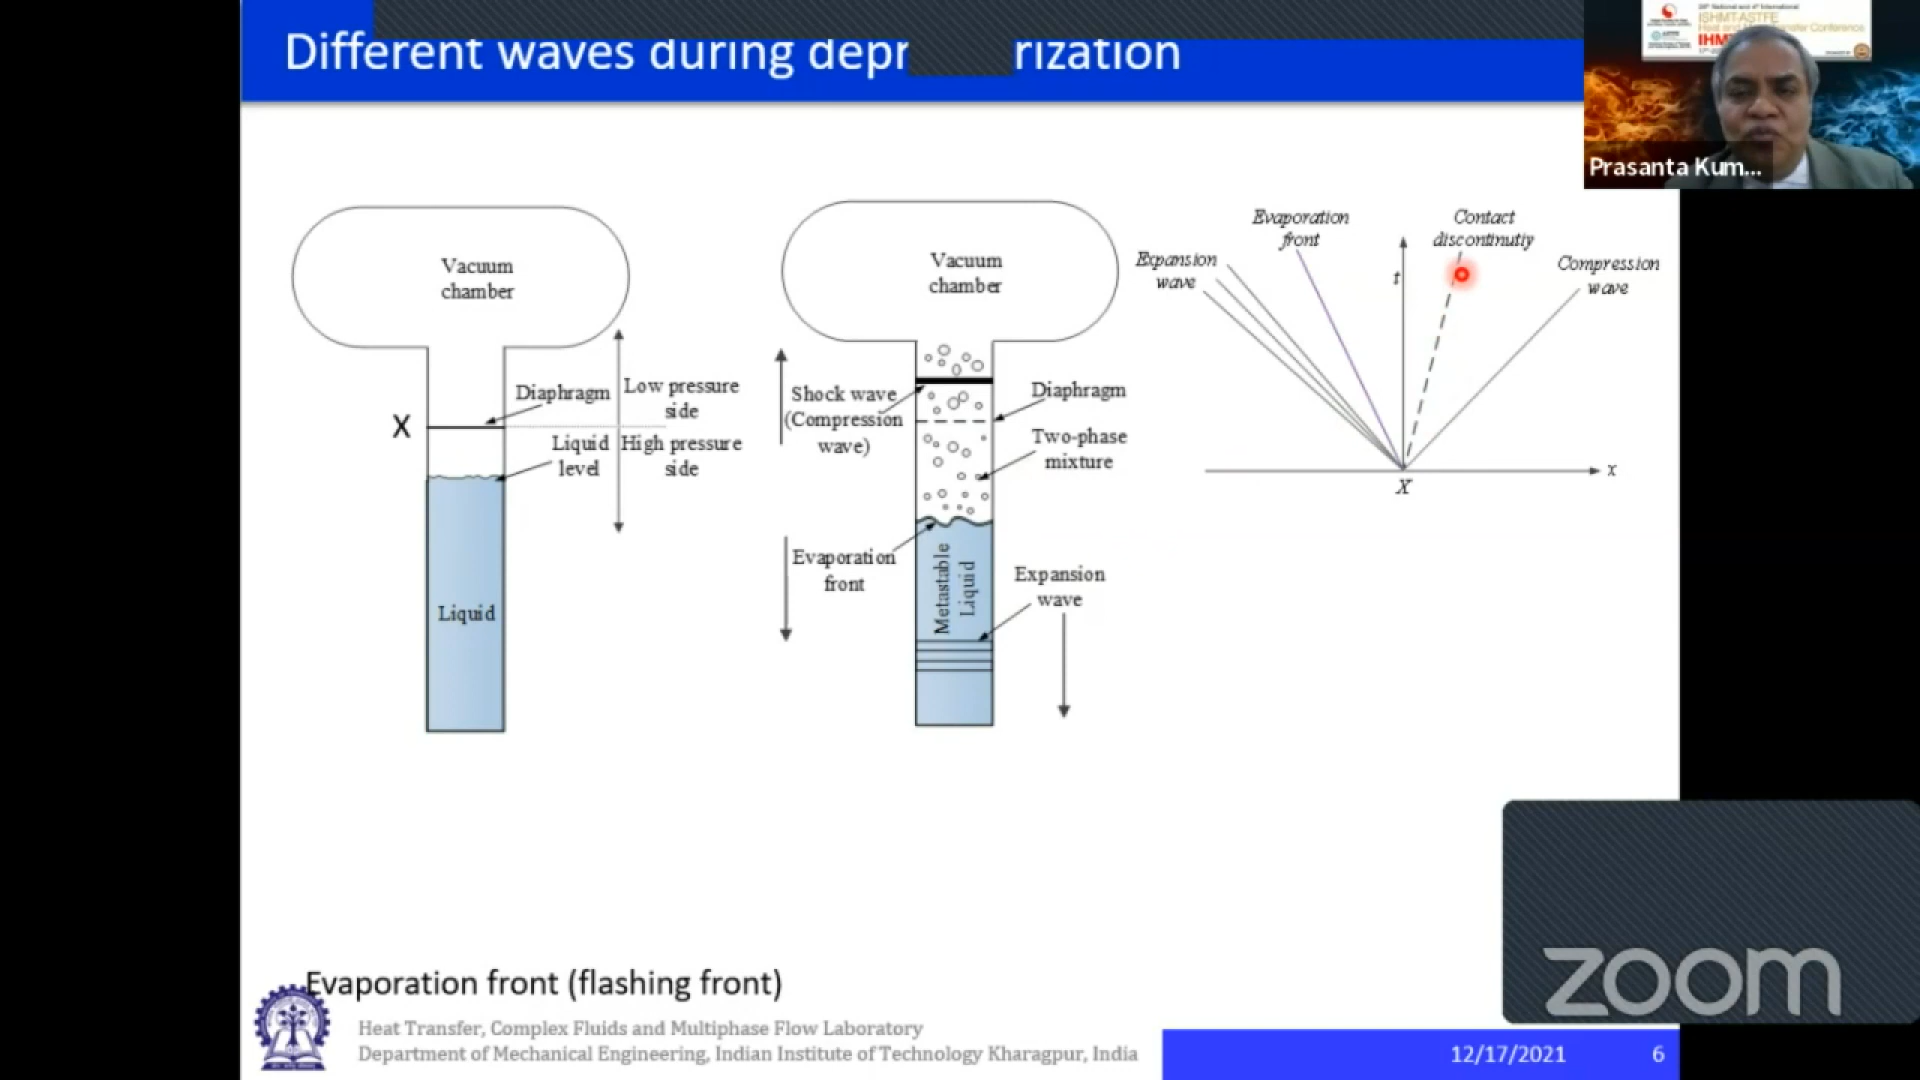 Different waves during depr rization
ISHMT-ASTFE
Prasanta Kum...
Vacuum
chamber
Diaphragm
Low pressure
side
X
Liquid
level
High pressure
side
Liquid
Vacuum
chamber
Shock wave
(Compression
wave)
Diaphragm
Two-phase
mixture
Evaporation
front
Metastable
Liquid
Expansion
wave
Evaporation
front
Contact
discontinutiy
Expansion
wave
Compression
wave
t
x
X
Evaporation front (flashing front)
Heat Transfer, Complex Fluids and Multiphase Flow Laboratory
Department of Mechanical Engineering, Indian Institute of Technology Kharagpur, India
12/17/2021
6
zoom